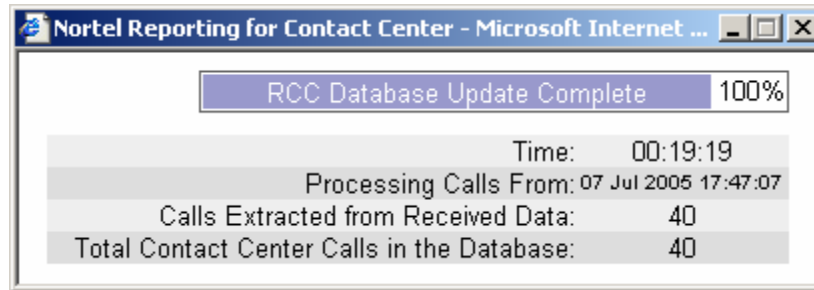 Nortel Reporting for Contact Center - Microsoft Internet ...
RCC Database Update Complete 100%
Time: 00:19:19
Processing Calls From: 07 Jul 2005 17:47:07
Calls Extracted from Received Data: 40
Total Contact Center Calls in the Database: 40